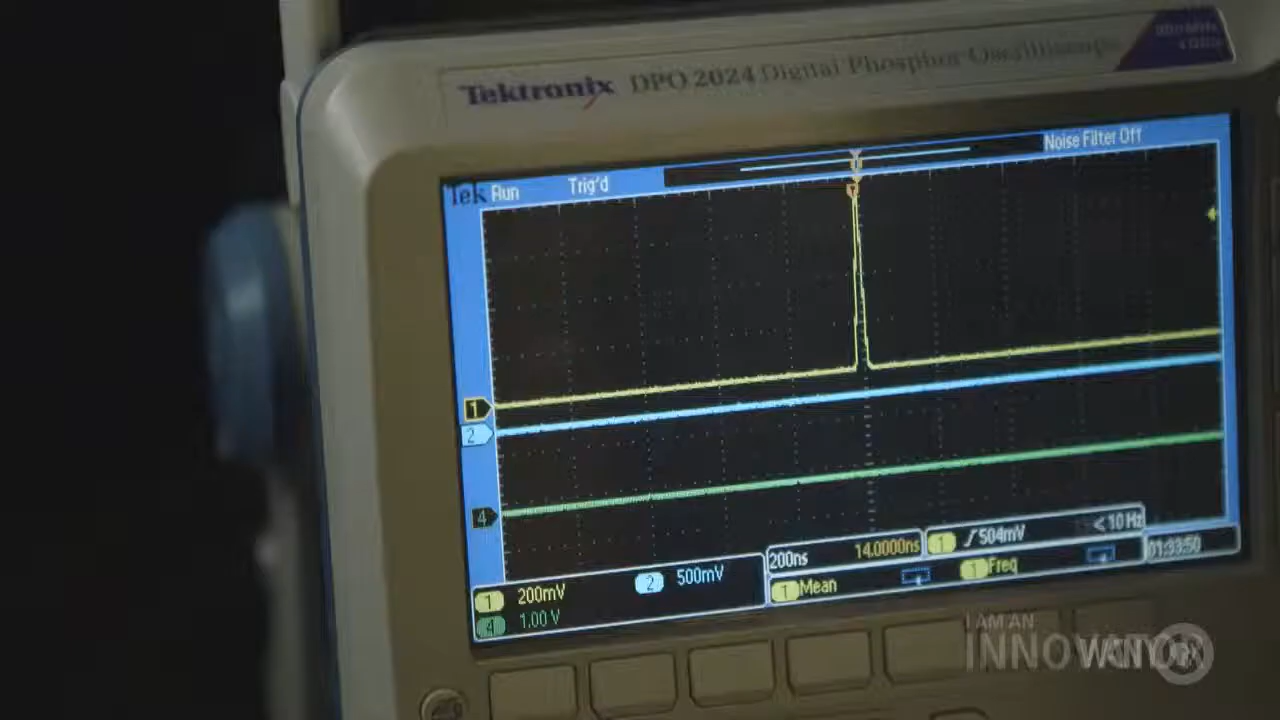 Tektronix DPO 2024 Digital Phosphor Oscilloscope
Tek Run Trig'd Noise Filter Off
1
2
4
200ns 14.0000ns 1 504mV < 10 Hz
1 200mV 2 500mV 1 Mean 1 Freq 01:33:50
4 1.00 V
I AM AN
INNOVATOR